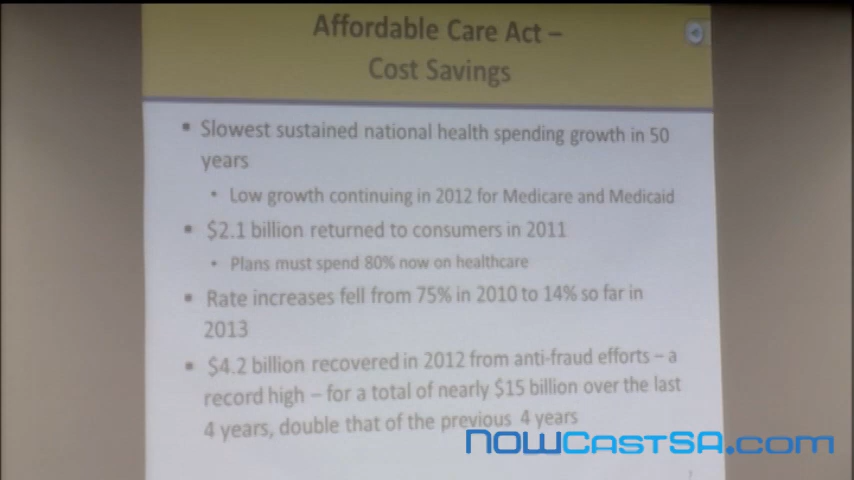 Affordable Care Act –
Cost Savings
▪ Slowest sustained national health spending growth in 50
years
• Low growth continuing in 2012 for Medicare and Medicaid
▪ $2.1 billion returned to consumers in 2011
• Plans must spend 80% now on healthcare
▪ Rate increases fell from 75% in 2010 to 14% so far in
2013
▪ $4.2 billion recovered in 2012 from anti-fraud efforts – a
record high – for a total of nearly $15 billion over the last
4 years, double that of the previous 4 years
NOWCASTSA.com